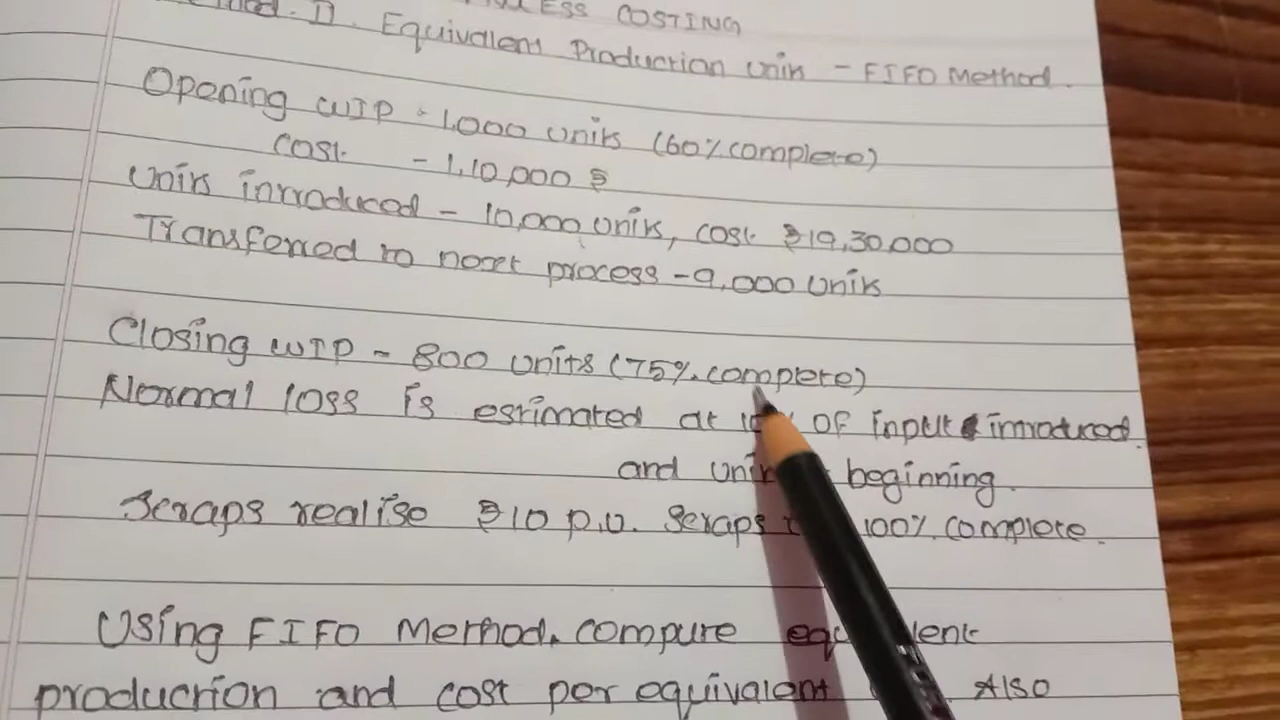 COSTING
II. Equivalent Production Units - FIFO Method.
Opening WIP - 1,000 units (60% complete)
Cost - 1,10,000 ₹
Units introduced - 10,000 units, cost ₹19,30,000
Transferred to next process - 9,000 units
Closing WIP - 800 units (75% complete)
Normal loss is estimated at of input introduced
and beginning.
Scraps realise ₹10 p.u. Scraps 100% complete.
Using FIFO Method, compute
production and cost per equivalent Also